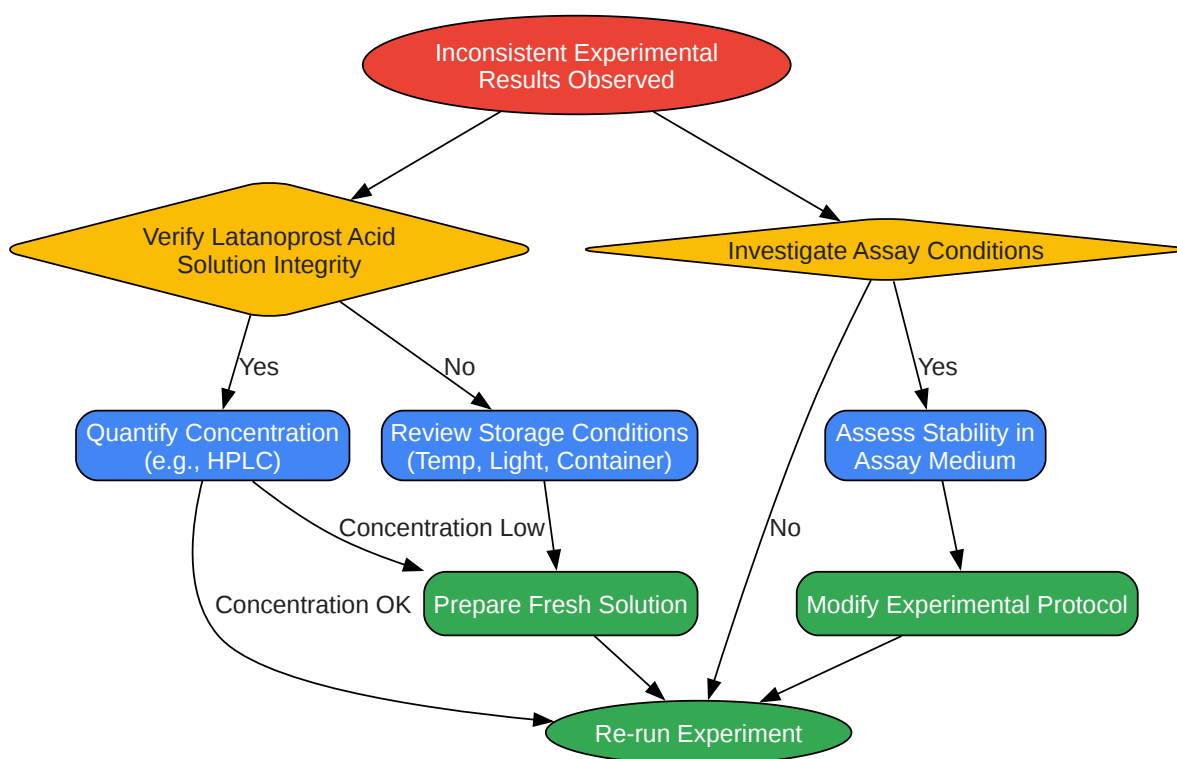 Inconsistent Experimental
Results Observed
Verify Latanoprost Acid
Solution Integrity
Investigate Assay Conditions
Yes
No
Yes
Quantify Concentration
(e.g., HPLC)
Review Storage Conditions
(Temp, Light, Container)
Assess Stability in
Assay Medium
Concentration Low
No
Concentration OK
Prepare Fresh Solution
Modify Experimental Protocol
Re-run Experiment